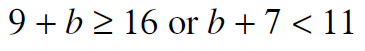 9 + b ≥ 16 or b + 7 < 11